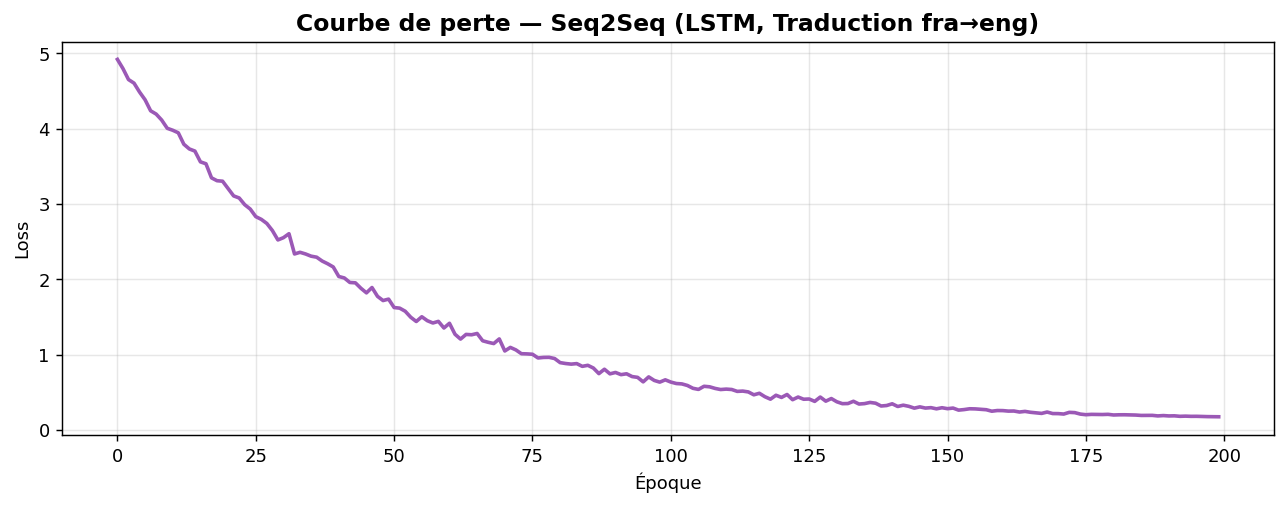 Courbe de perte — Seq2Seq (LSTM, Traduction fra→eng)
5
4
3
2
1
0
Loss
0 25 50 75 100 125 150 175 200
Époque